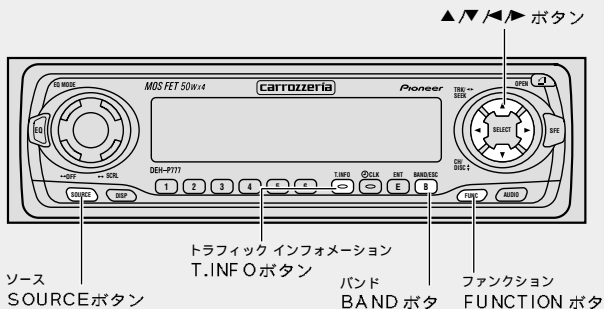 ▲/▼/◀/▶ ボタン
EQ MODE
MOS FET 50W×4
carrozzeria
Pioneer
TRK/
SEEK
OPEN
EQ
SELECT
SFE
DEH-P777
T.INFO
CLK
ENT
BAND/ESC
CH/
DISC
OFF
SCRL
1 2 3 4 5 6
E
B
SOURCE
DISP
FUNC
AUDIO
トラフィック インフォメーション
T.INFOボタン
ソース
SOURCEボタン
バンド
BANDボタ
ファンクション
FUNCTIONボタ